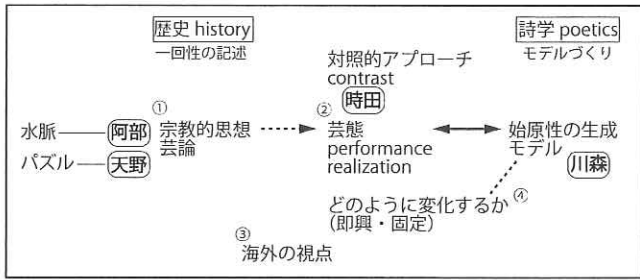 歴史 history
一回性の記述
詩学 poetics
モデルづくり
対照的アプローチ
contrast
時田
水脈
阿部
パズル
天野
①
宗教的思想
芸論
②
芸態
performance
realization
始原性の生成
モデル
川森
どのように変化するか
(即興・固定)
④
③
海外の視点